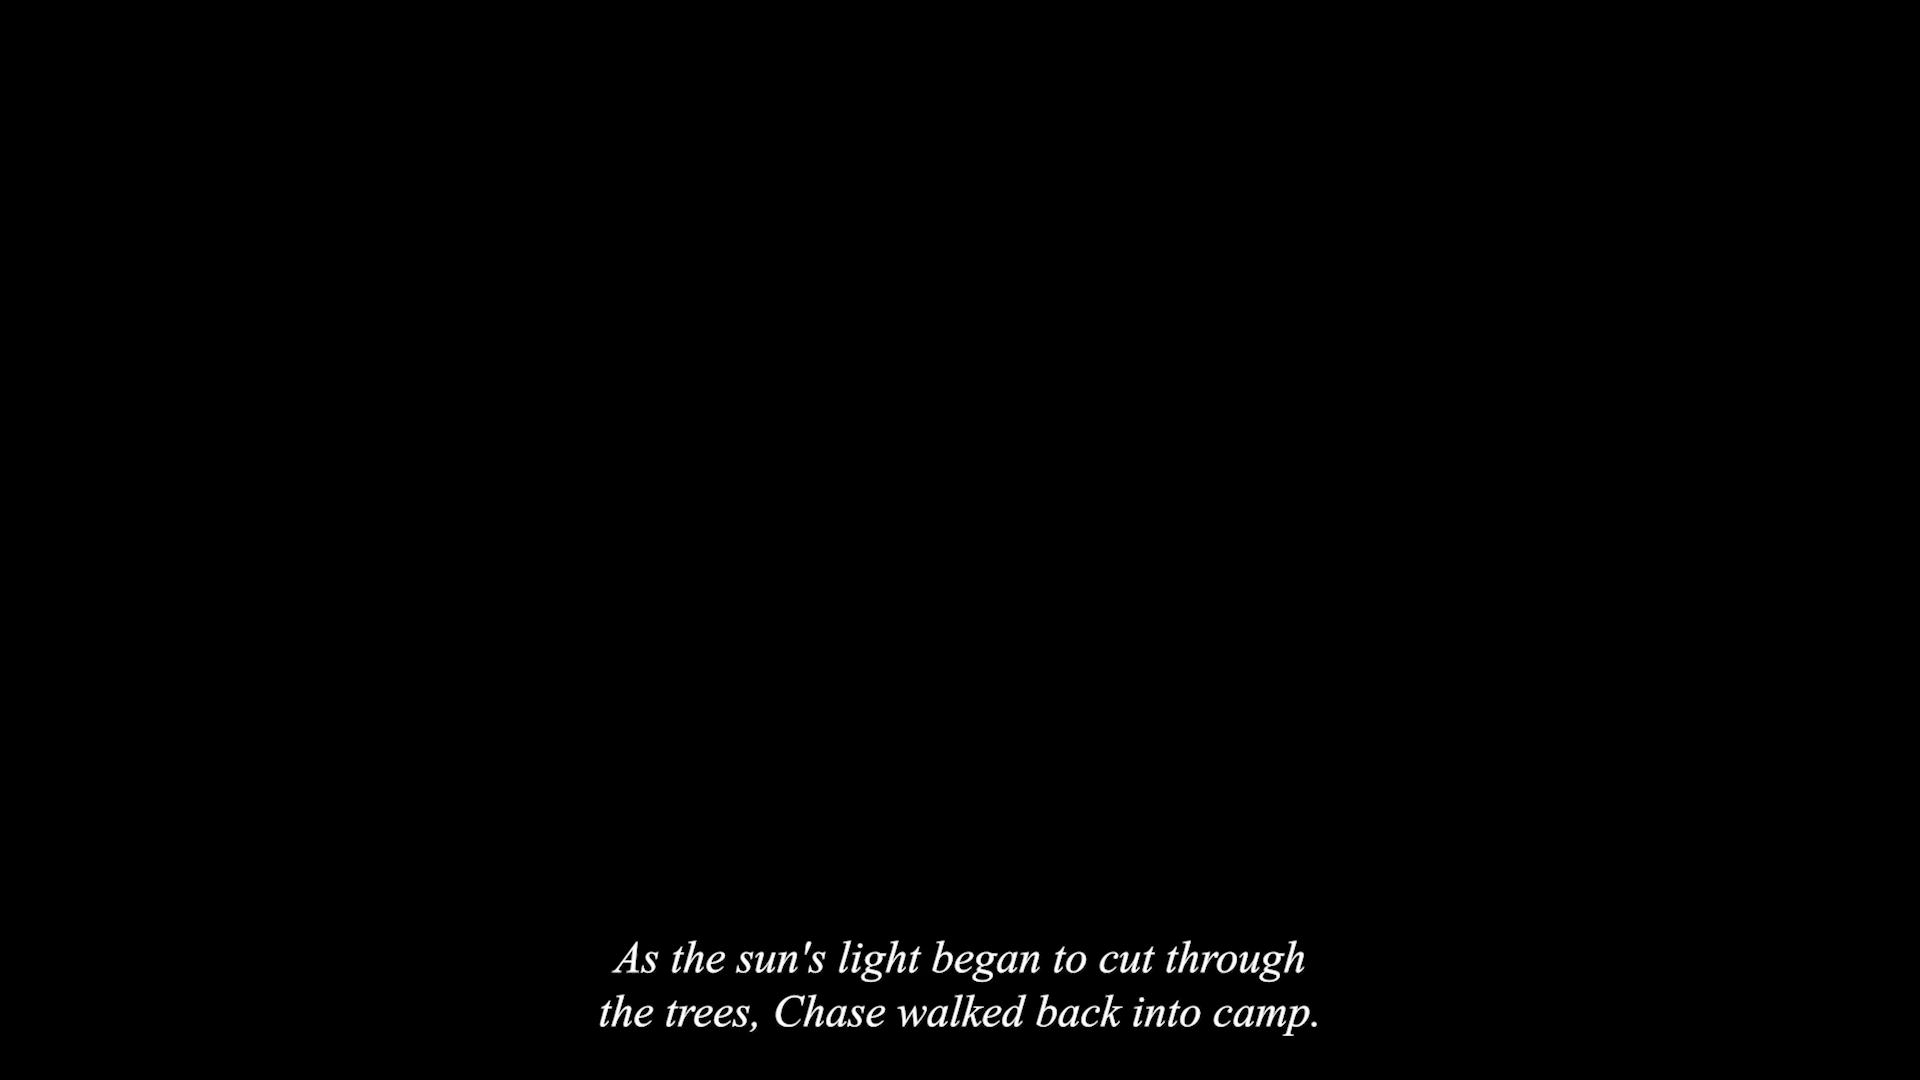 As the sun's light began to cut through
the trees, Chase walked back into camp.